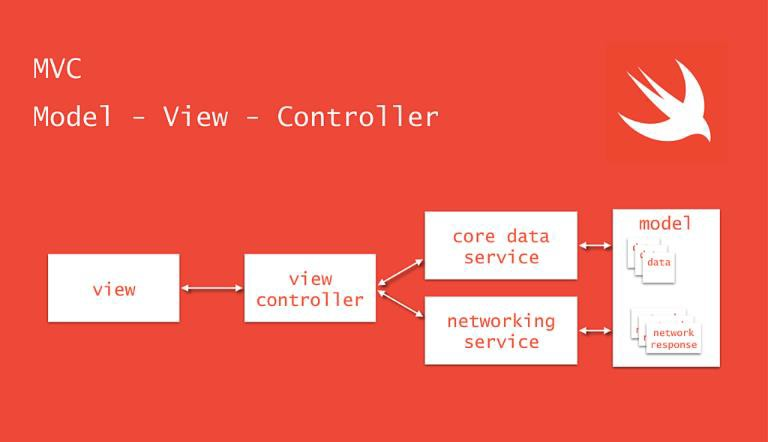 MVC
Model - View - Controller
view
view
controller
core data
service
networking
service
model
data
network
response